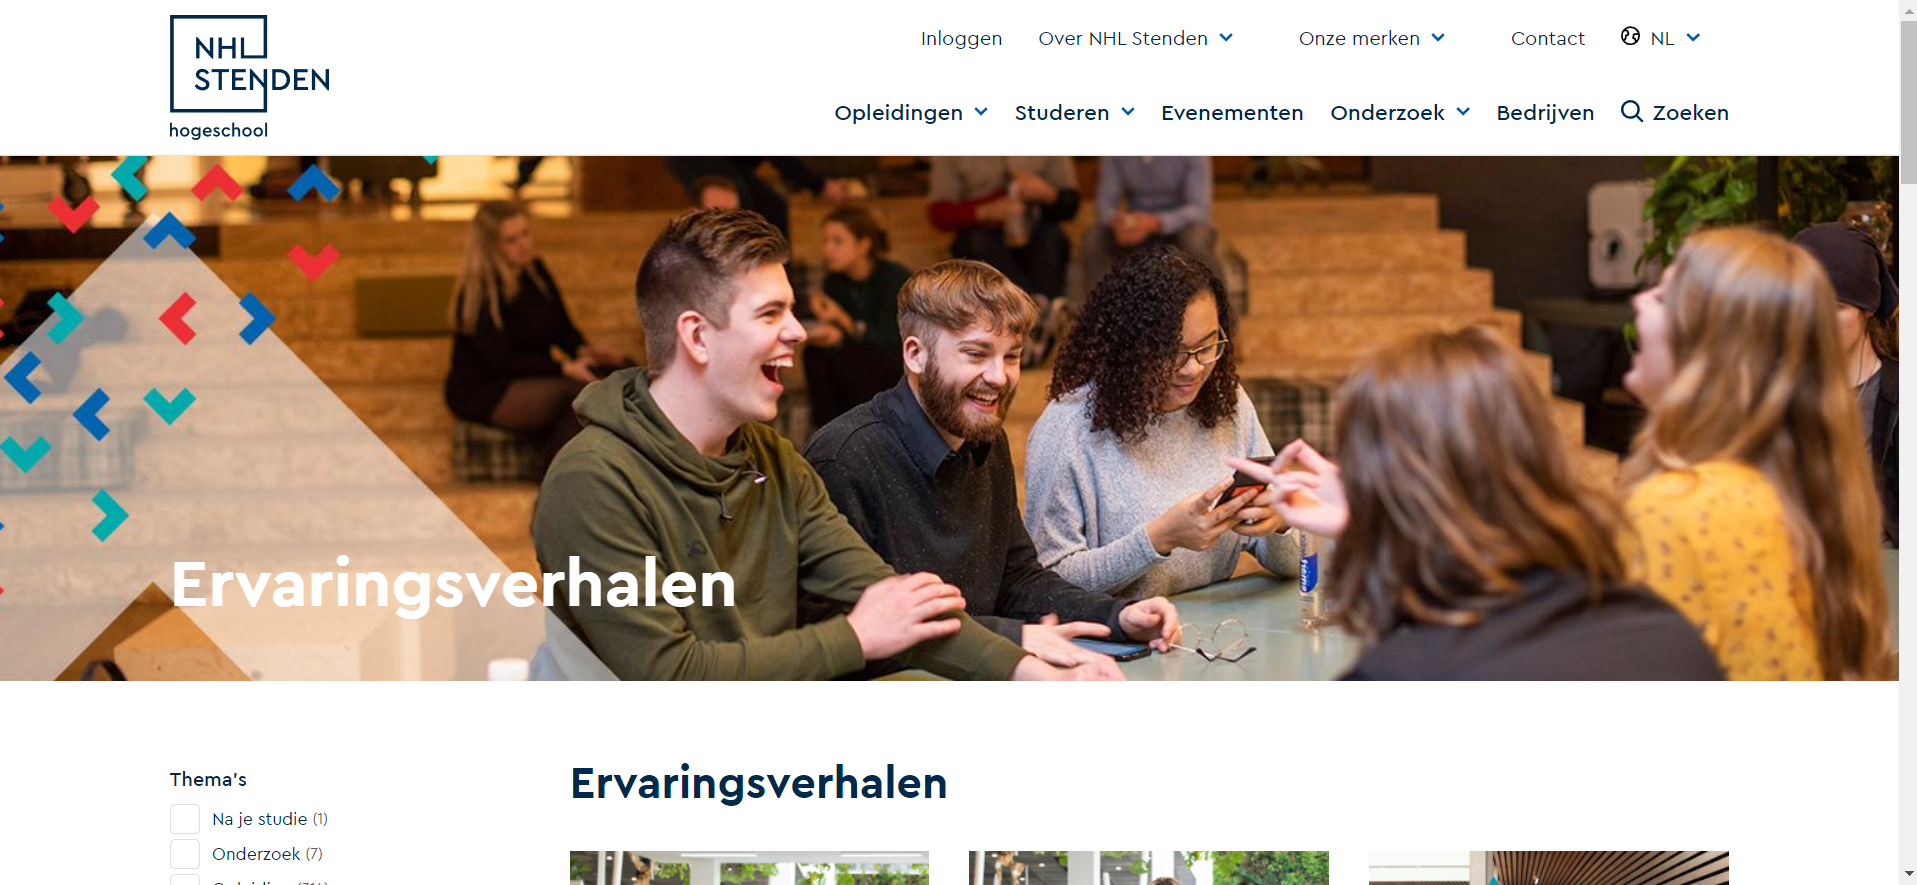 NHL
STENDEN
hogeschool
Inloggen
Over NHL Stenden
Onze merken
Contact
NL
Opleidingen
Studeren
Evenementen
Onderzoek
Bedrijven
Zoeken
Ervaringsverhalen
Thema's
Na je studie (1)
Onderzoek (7)
Ervaringsverhalen